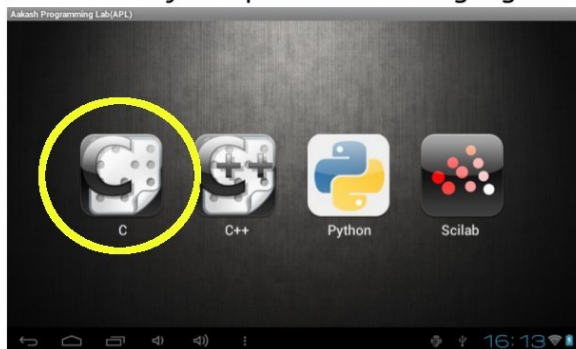 Aakash Programming Lab(APL)
C
C++
C
C++
Python
Scilab
16:13